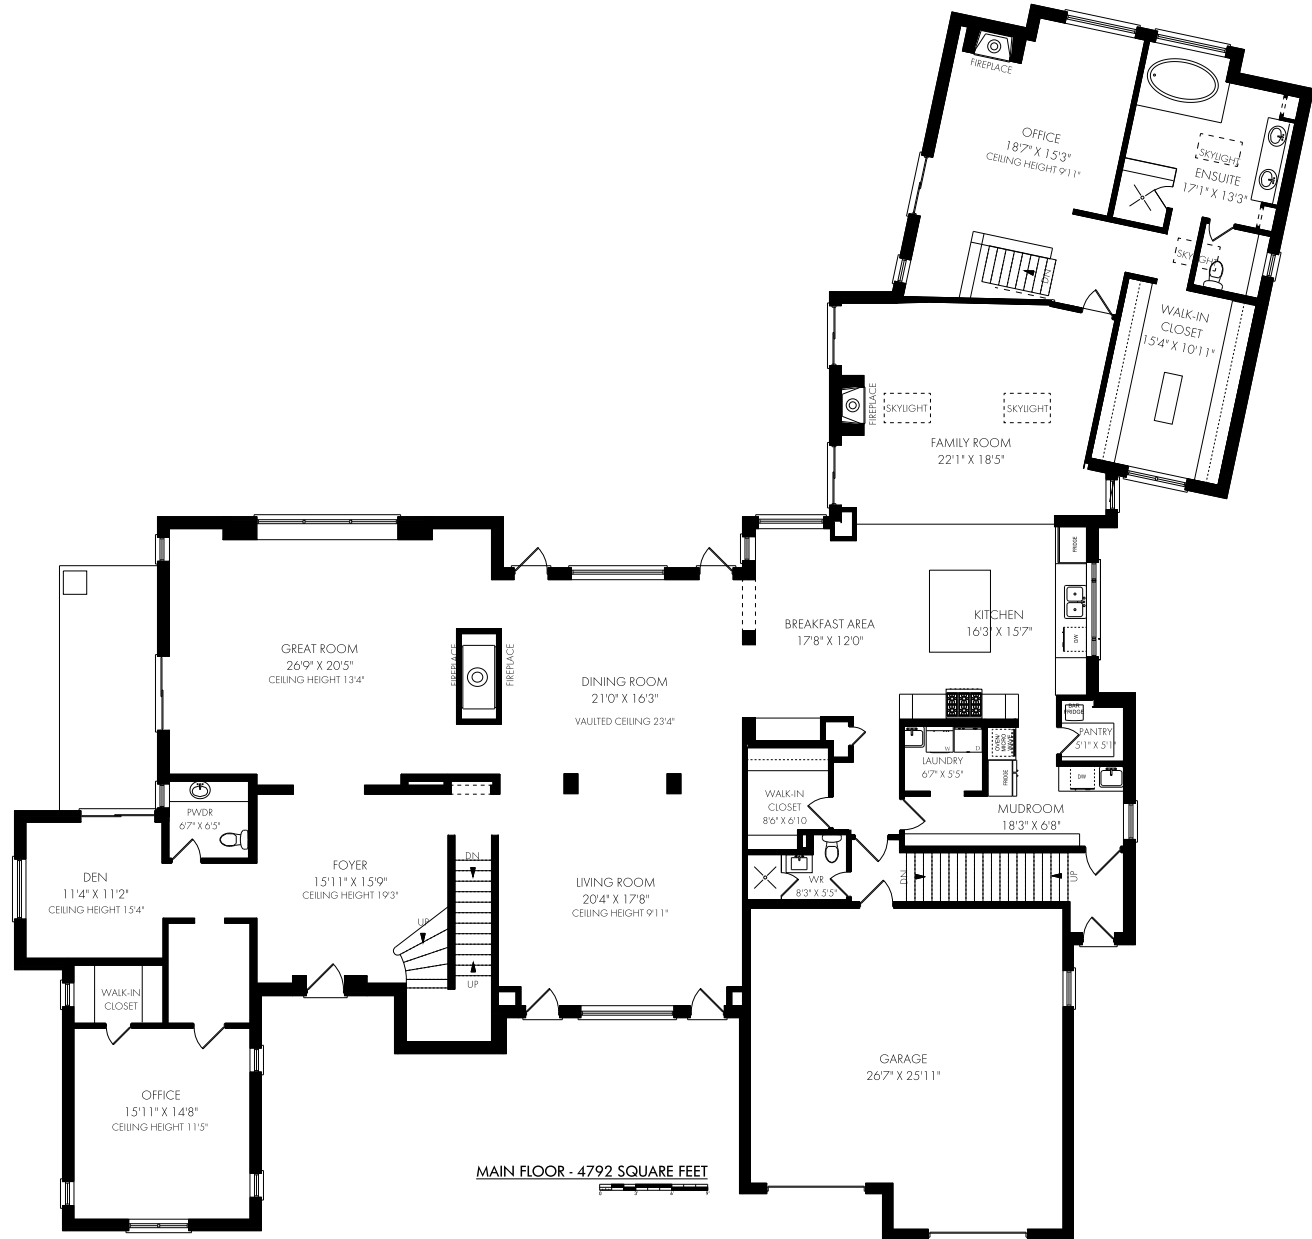 FIREPLACE
OFFICE
18'7" X 15'3"
CEILING HEIGHT 9'11"
SKYLIGHT
ENSUITE
17'1" X 13'3"
SKYLIGHT
DN
WALK-IN
CLOSET
15'4" X 10'11"
FIREPLACE
SKYLIGHT
SKYLIGHT
FAMILY ROOM
22'1" X 18'5"
FRIDGE
KITCHEN
16'3" X 15'7"
DW
BREAKFAST AREA
17'8" X 12'0"
GREAT ROOM
26'9" X 20'5"
CEILING HEIGHT 13'4"
FIREPLACE
FIREPLACE
DINING ROOM
21'0" X 16'3"
VAULTED CEILING 23'4"
BAR
FRIDGE
PANTRY
5'1" X 5'1"
W
D
OVEN/
MICRO
LAUNDRY
6'7" X 5'5"
FRIDGE
DW
MUDROOM
18'3" X 6'8"
WALK-IN
CLOSET
8'6" X 6'10
PWDR
6'7" X 6'5"
DEN
11'4" X 11'2"
CEILING HEIGHT 15'4"
FOYER
15'11" X 15'9"
CEILING HEIGHT 19'3"
DN
UP
UP
LIVING ROOM
20'4" X 17'8"
CEILING HEIGHT 9'11"
WR
8'3" X 5'5"
DN
UP
WALK-IN
CLOSET
OFFICE
15'11" X 14'8"
CEILING HEIGHT 11'5"
GARAGE
26'7" X 25'11"
MAIN FLOOR - 4792 SQUARE FEET